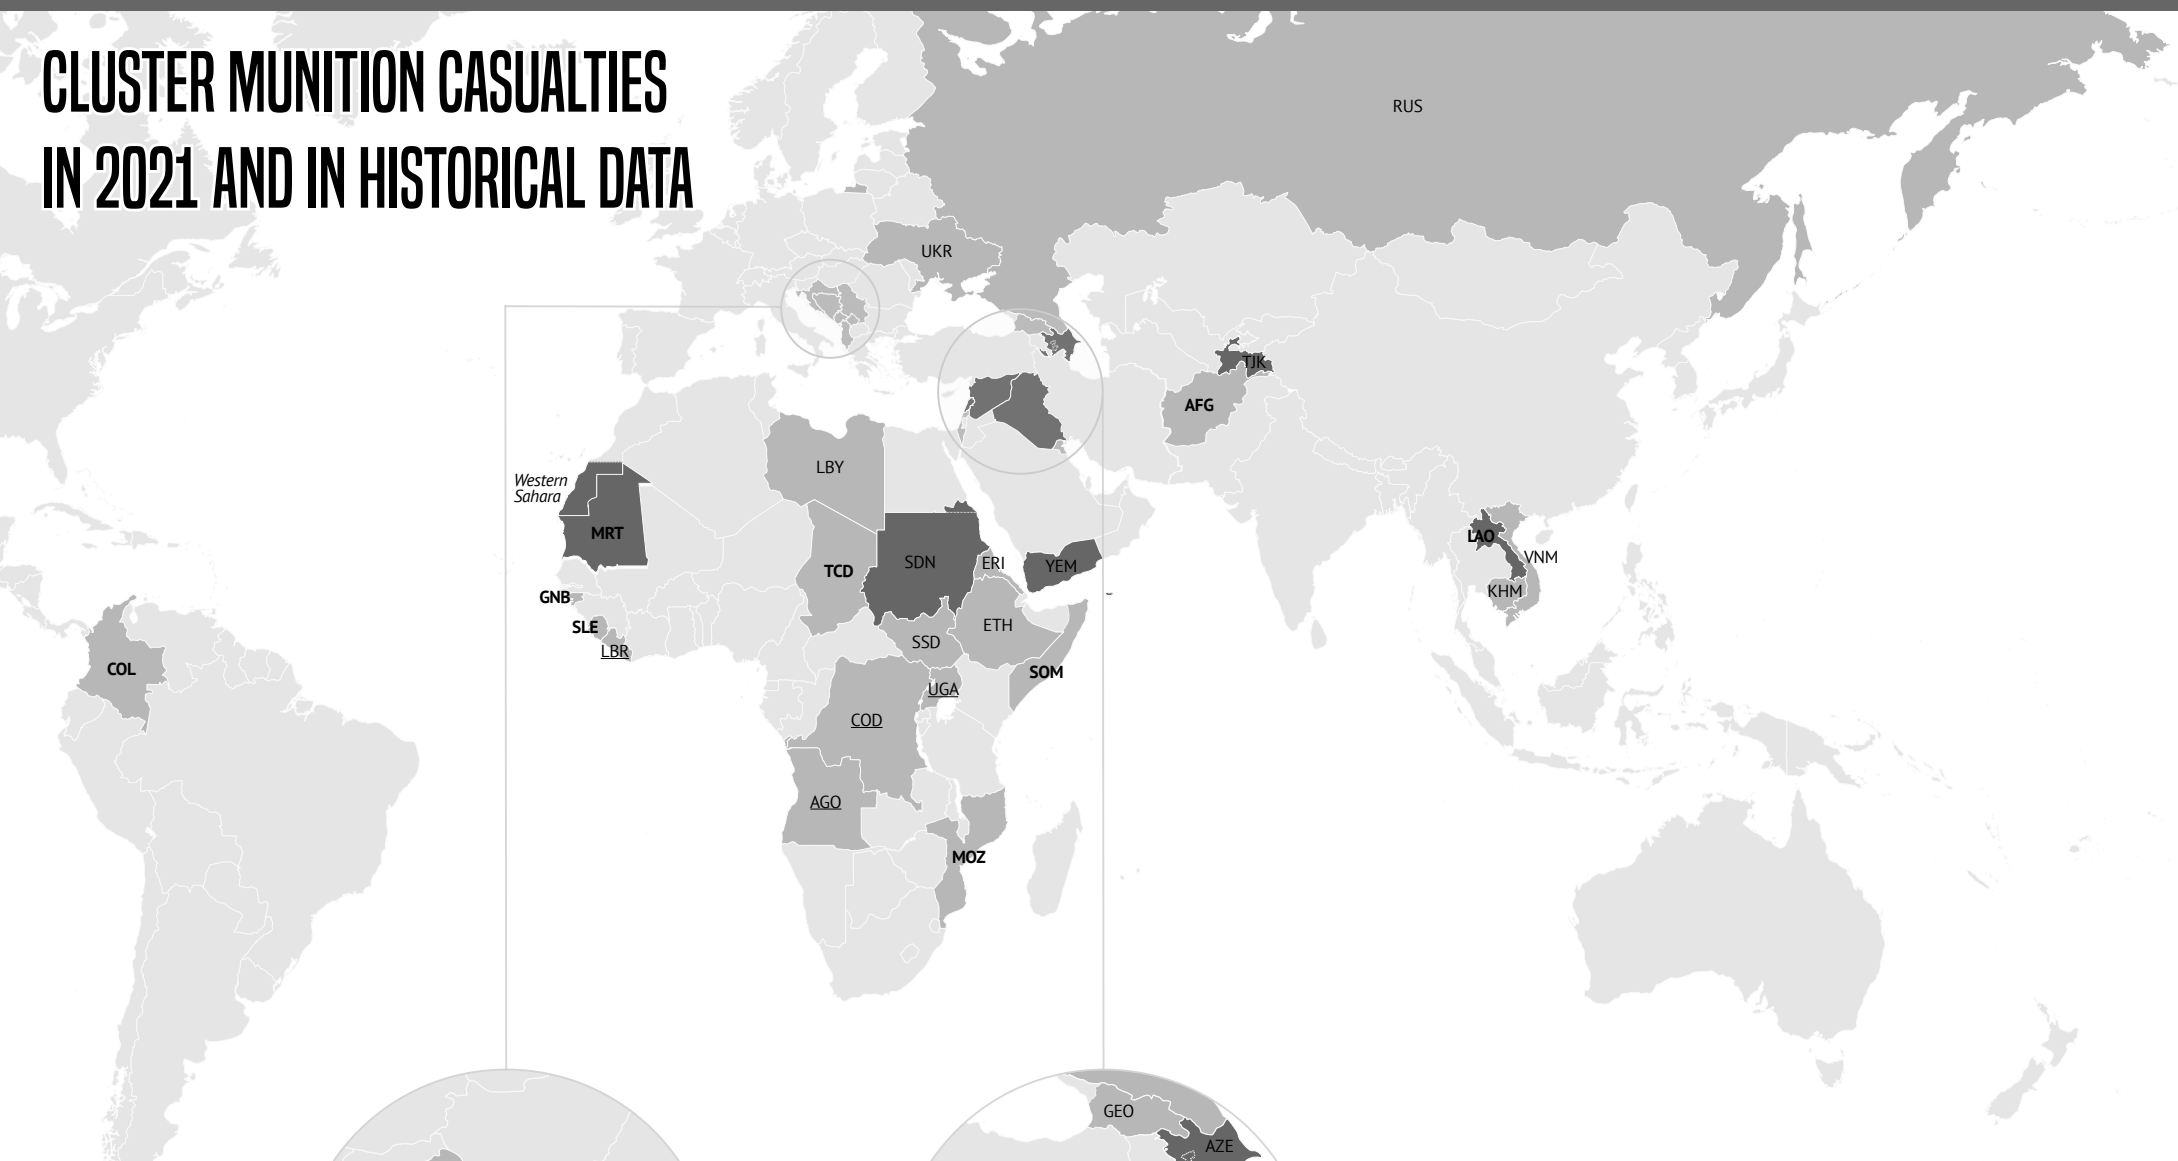 CLUSTER MUNITION CASUALTIES
IN 2021 AND IN HISTORICAL DATA
RUS
UKR
TJK
AFG
LBY
Western
Sahara
MRT
LAO
VNM
SDN
ERI
YEM
TCD
KHM
GNB
SLE
ETH
SSD
LBR
COL
SOM
UGA
COD
AGO
MOZ
GEO
AZE